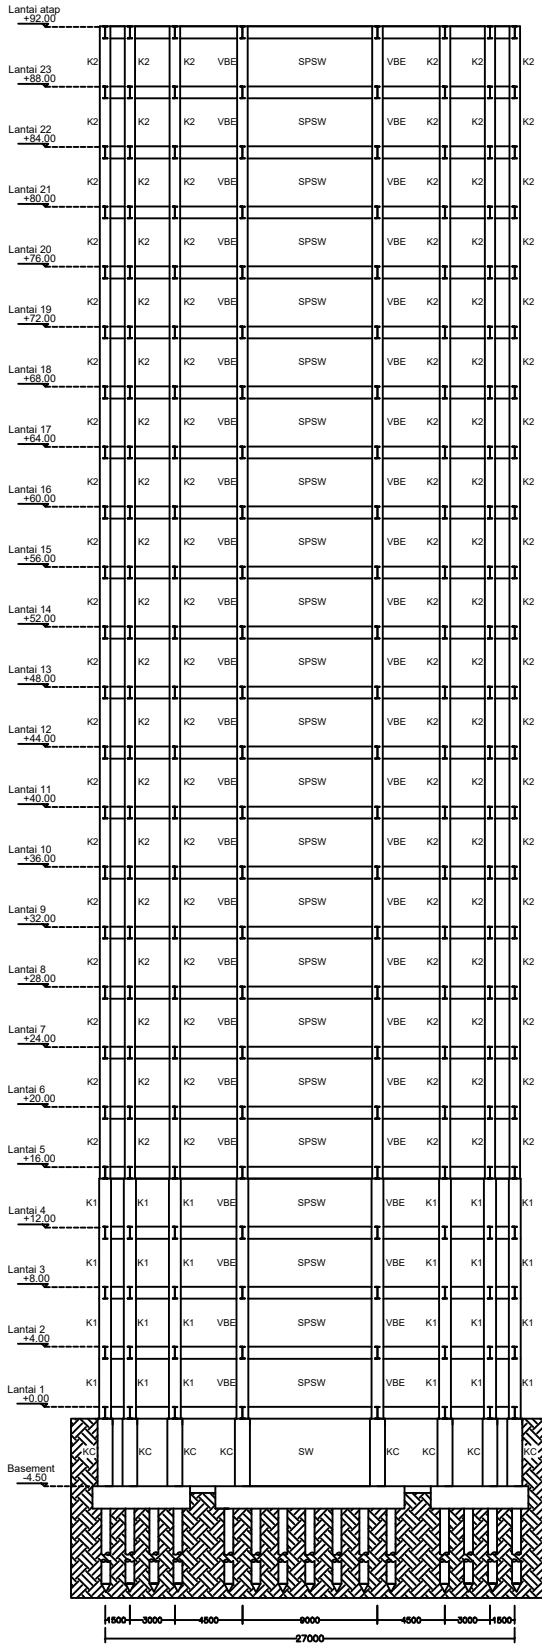 Lantai atap
+92.00
K2 K2 K2 VBE SPSW VBE K2 K2 K2
Lantai 23
+88.00
K2 K2 K2 VBE SPSW VBE K2 K2 K2
Lantai 22
+84.00
K2 K2 K2 VBE SPSW VBE K2 K2 K2
Lantai 21
+80.00
K2 K2 K2 VBE SPSW VBE K2 K2 K2
Lantai 20
+76.00
K2 K2 K2 VBE SPSW VBE K2 K2 K2
Lantai 19
+72.00
K2 K2 K2 VBE SPSW VBE K2 K2 K2
Lantai 18
+68.00
K2 K2 K2 VBE SPSW VBE K2 K2 K2
Lantai 17
+64.00
K2 K2 K2 VBE SPSW VBE K2 K2 K2
Lantai 16
+60.00
K2 K2 K2 VBE SPSW VBE K2 K2 K2
Lantai 15
+56.00
K2 K2 K2 VBE SPSW VBE K2 K2 K2
Lantai 14
+52.00
K2 K2 K2 VBE SPSW VBE K2 K2 K2
Lantai 13
+48.00
K2 K2 K2 VBE SPSW VBE K2 K2 K2
Lantai 12
+44.00
K2 K2 K2 VBE SPSW VBE K2 K2 K2
Lantai 11
+40.00
K2 K2 K2 VBE SPSW VBE K2 K2 K2
Lantai 10
+36.00
K2 K2 K2 VBE SPSW VBE K2 K2 K2
Lantai 9
+32.00
K2 K2 K2 VBE SPSW VBE K2 K2 K2
Lantai 8
+28.00
K2 K2 K2 VBE SPSW VBE K2 K2 K2
Lantai 7
+24.00
K2 K2 K2 VBE SPSW VBE K2 K2 K2
Lantai 6
+20.00
K2 K2 K2 VBE SPSW VBE K2 K2 K2
Lantai 5
+16.00
K1 K1 K1 VBE SPSW VBE K1 K1 K1
Lantai 4
+12.00
K1 K1 K1 VBE SPSW VBE K1 K1 K1
Lantai 3
+8.00
K1 K1 K1 VBE SPSW VBE K1 K1 K1
Lantai 2
+4.00
K1 K1 K1 VBE SPSW VBE K1 K1 K1
Lantai 1
+0.00
KC KC KC KC SW KC KC KC KC
Basement
-4.50
1500 3000 4500 9000 4500 3000 1500
27000